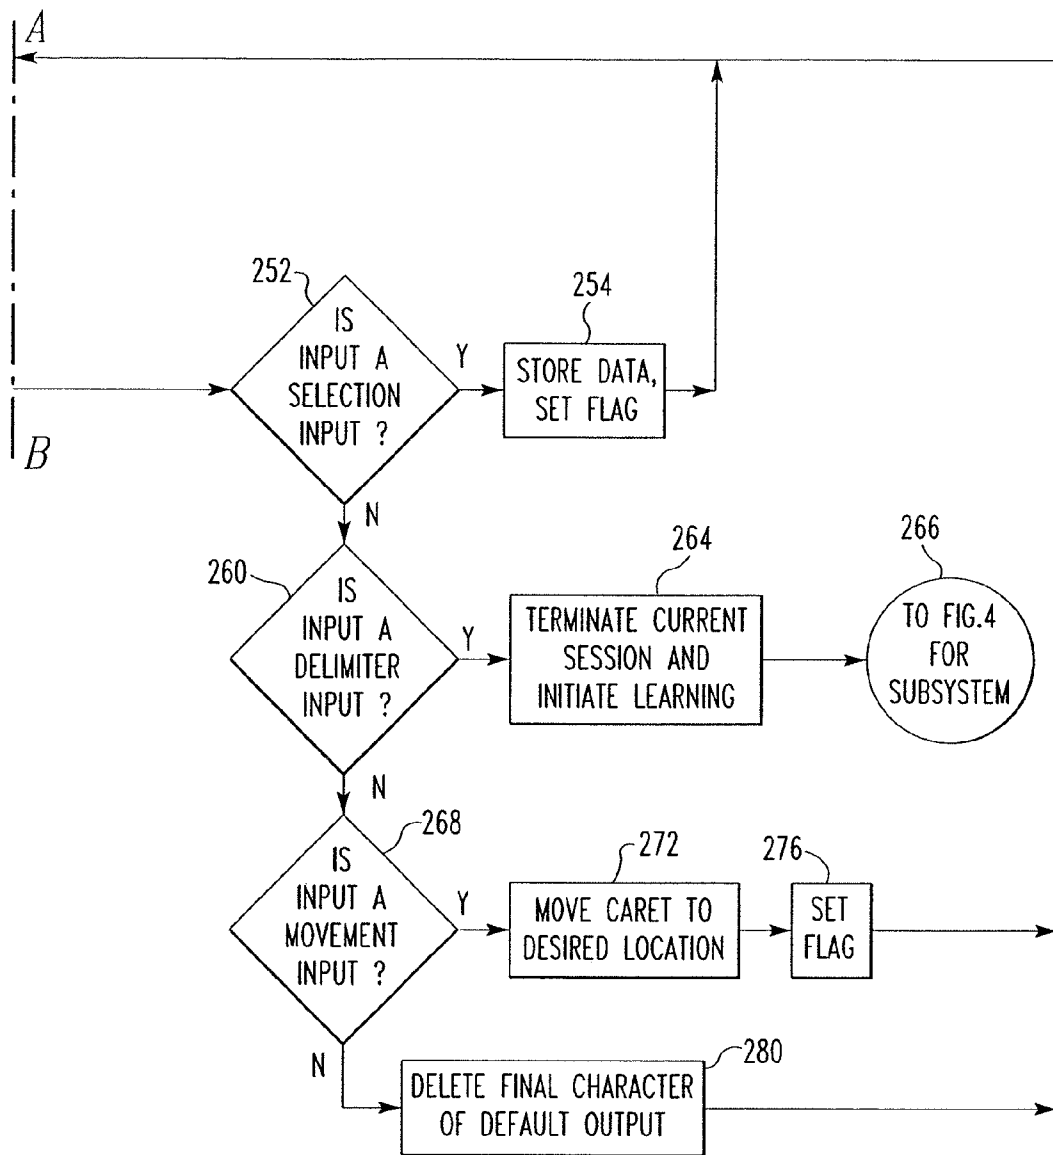 A
252
IS
INPUT A
SELECTION
INPUT ?
Y
254
STORE DATA,
SET FLAG
B
N
260
IS
INPUT A
DELIMITER
INPUT ?
Y
264
TERMINATE CURRENT
SESSION AND
INITIATE LEARNING
266
TO FIG.4
FOR
SUBSYSTEM
N
268
IS
INPUT A
MOVEMENT
INPUT ?
Y
272
MOVE CARET TO
DESIRED LOCATION
276
SET
FLAG
N
280
DELETE FINAL CHARACTER
OF DEFAULT OUTPUT